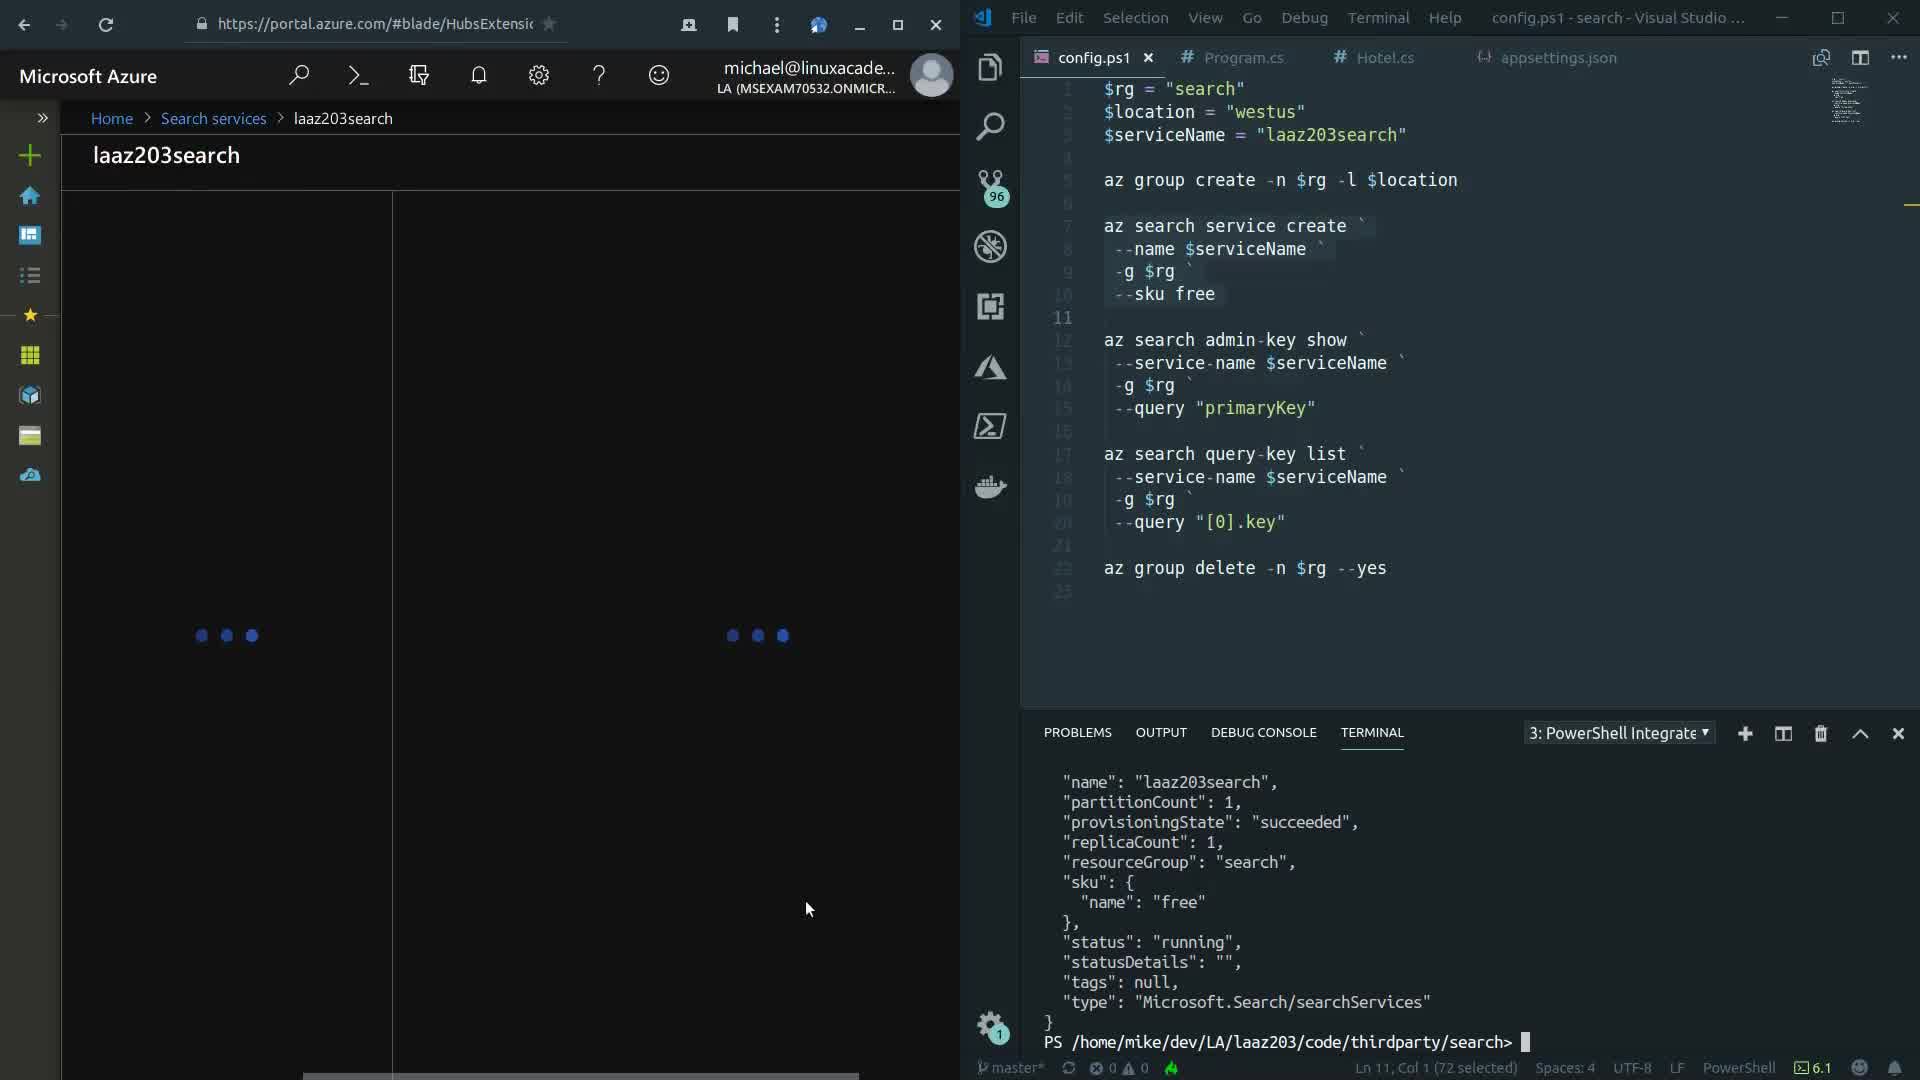 https://portal.azure.com/#blade/HubsExtensic
Microsoft Azure
michael@linuxacade...
LA (MSEXAM70532.ONMICR...
Home > Search services > laaz203search
laaz203search
File Edit Selection View Go Debug Terminal Help config.ps1 - search - Visual Studio ...
config.ps1 Program.cs Hotel.cs appsettings.json
96
1 $rg = "search"
2 $location = "westus"
3 $serviceName = "laaz203search"
4
5 az group create -n $rg -l $location
6
7 az search service create `
8 --name $serviceName `
9 -g $rg `
10 --sku free
11
12 az search admin-key show `
13 --service-name $serviceName `
14 -g $rg `
15 --query "primaryKey"
16
17 az search query-key list `
18 --service-name $serviceName `
19 -g $rg `
20 --query "[0].key"
21
22 az group delete -n $rg --yes
23
PROBLEMS OUTPUT DEBUG CONSOLE TERMINAL 3: PowerShell Integrate
"name": "laaz203search",
"partitionCount": 1,
"provisioningState": "succeeded",
"replicaCount": 1,
"resourceGroup": "search",
"sku": {
"name": "free"
},
"status": "running",
"statusDetails": "",
"tags": null,
"type": "Microsoft.Search/searchServices"
}
PS /home/mike/dev/LA/laaz203/code/thirdparty/search>
1
master* 0 0 Ln 11, Col 1 (72 selected) Spaces: 4 UTF-8 LF PowerShell 6.1